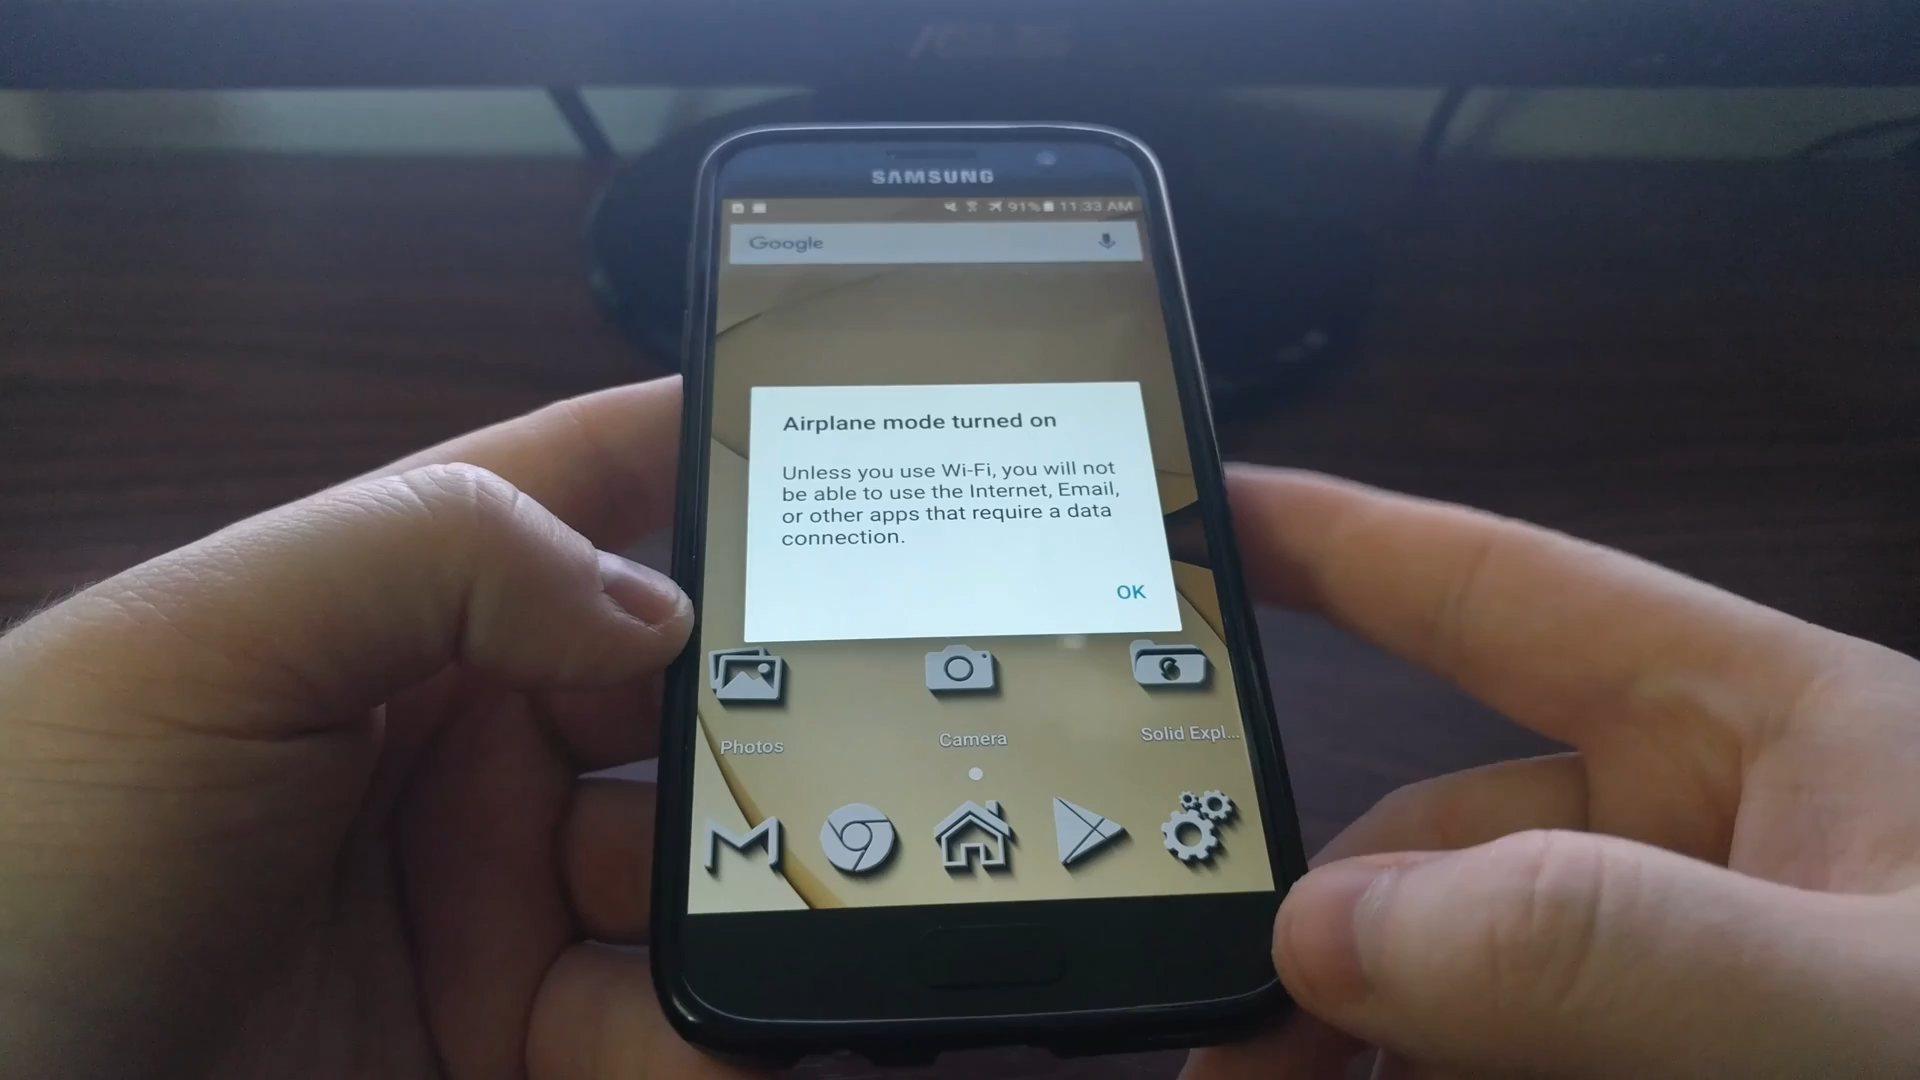 ASUS
SAMSUNG
91% 11:33 AM
Google
Airplane mode turned on
Unless you use Wi-Fi, you will not
be able to use the Internet, Email,
or other apps that require a data
connection.
OK
Photos
Camera
Solid Expl...